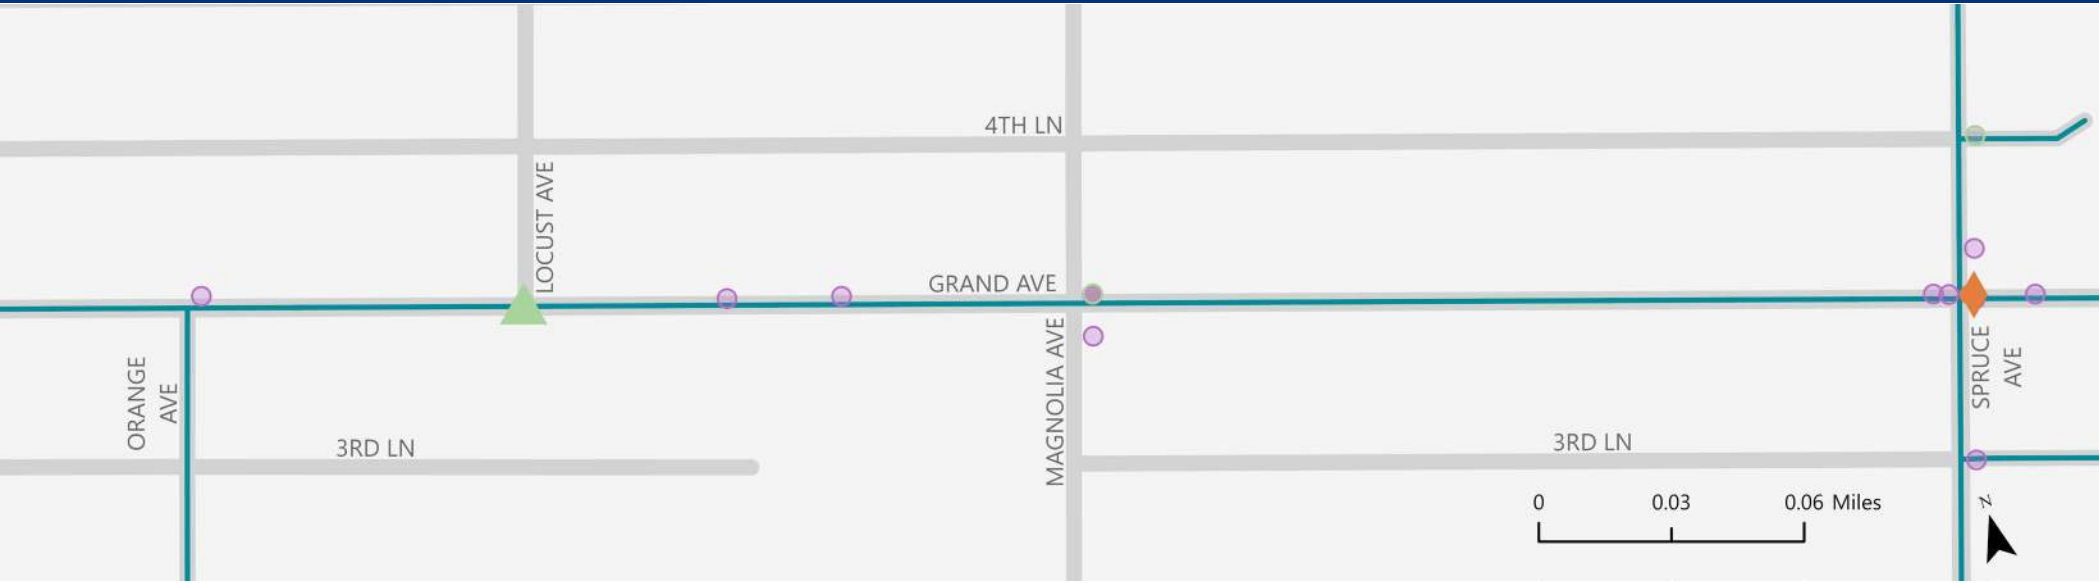 4TH LN
LOCUST AVE
GRAND AVE
ORANGE
AVE
MAGNOLIA AVE
SPRUCE
AVE
3RD LN
3RD LN
0 0.03 0.06 Miles
N